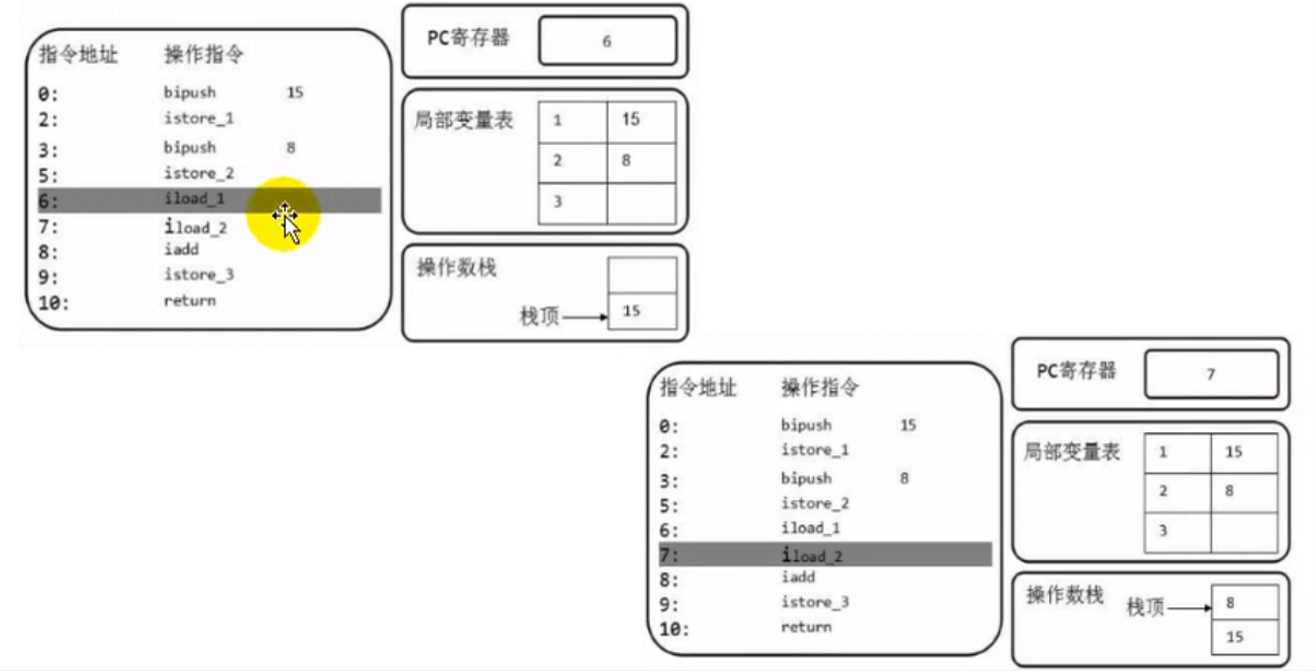 指令地址 操作指令
0: bipush 15
2: istore_1
3: bipush 8
5: istore_2
6: iload_1
7: iload_2
8: iadd
9: istore_3
10: return
PC寄存器 6
局部变量表 1 15
2 8
3
操作数栈
栈顶 15
指令地址 操作指令
0: bipush 15
2: istore_1
3: bipush 8
5: istore_2
6: iload_1
7: iload_2
8: iadd
9: istore_3
10: return
PC寄存器 7
局部变量表 1 15
2 8
3
操作数栈 栈顶 8
15